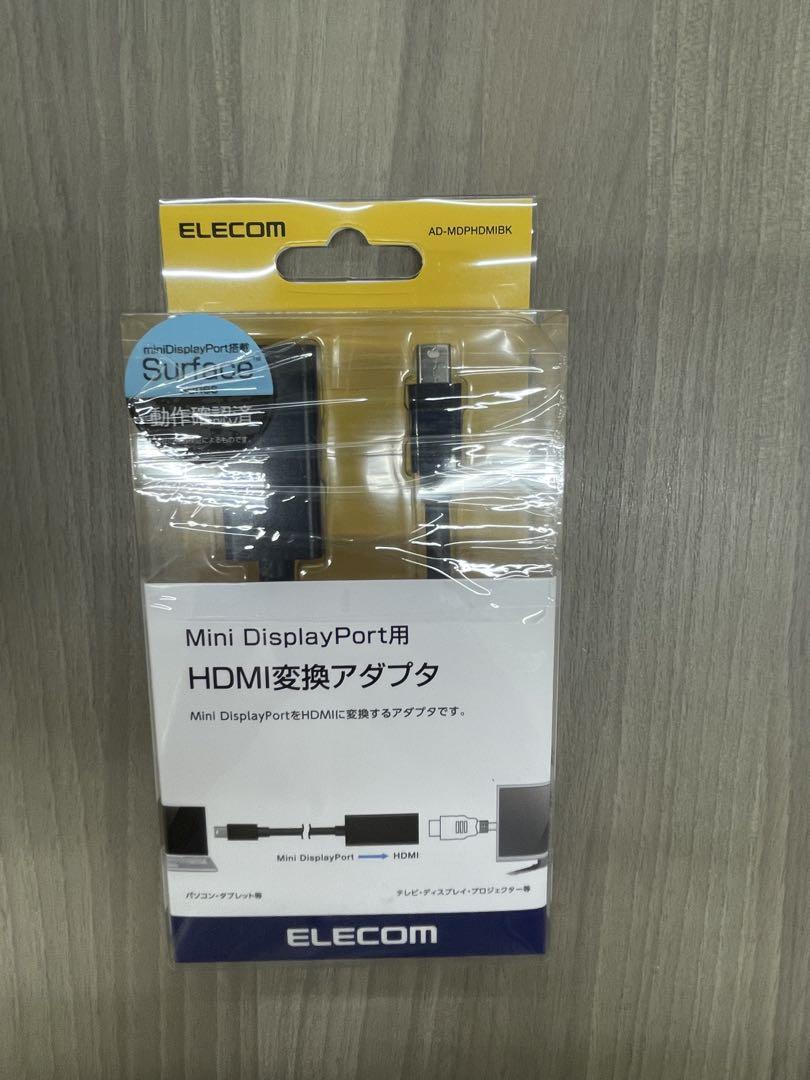 ELECOM
AD-MDPHDMIBK
miniDisplayPort搭載
Surface™
動作確認済
Mini DisplayPort用
HDMI変換アダプタ
Mini DisplayPortをHDMIに変換するアダプタです。
Mini DisplayPort HDMI
パソコン・タブレット等
テレビ・ディスプレイ・プロジェクター等
ELECOM